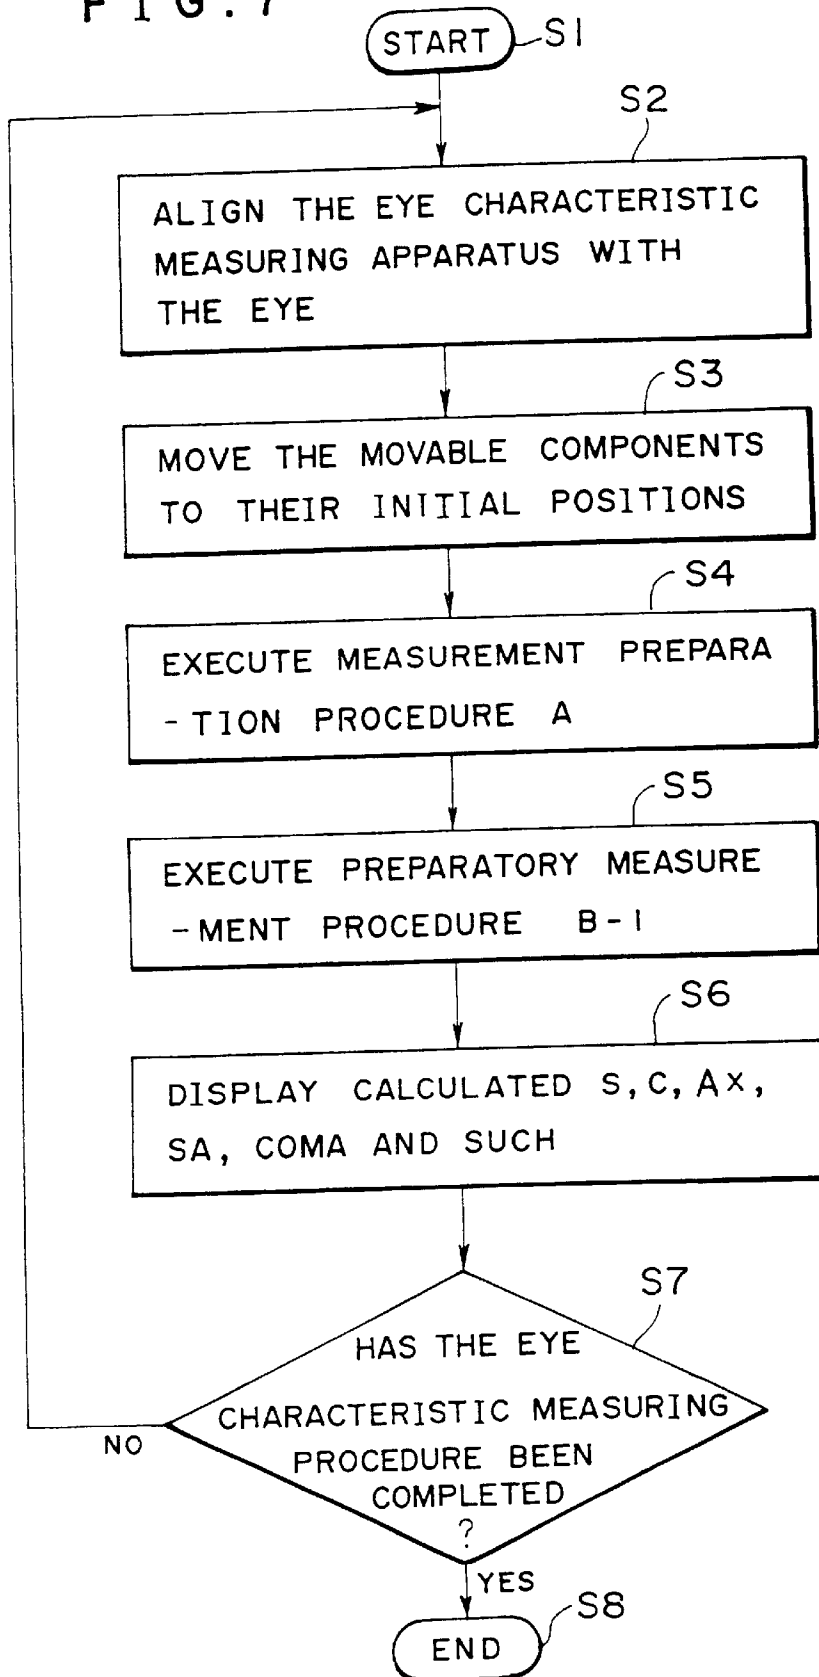 FIG. 7
START
S1
S2
ALIGN THE EYE CHARACTERISTIC
MEASURING APPARATUS WITH
THE EYE
S3
MOVE THE MOVABLE COMPONENTS
TO THEIR INITIAL POSITIONS
S4
EXECUTE MEASUREMENT PREPARA
-TION PROCEDURE A
S5
EXECUTE PREPARATORY MEASURE
-MENT PROCEDURE B-1
S6
DISPLAY CALCULATED S, C, Ax,
SA, COMA AND SUCH
S7
HAS THE EYE
CHARACTERISTIC MEASURING
PROCEDURE BEEN
COMPLETED
?
NO
YES
S8
END